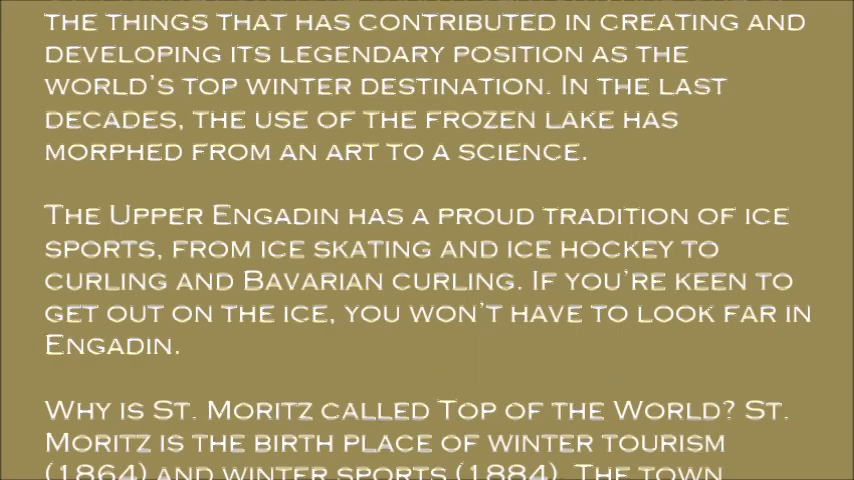 THE THINGS THAT HAS CONTRIBUTED IN CREATING AND
DEVELOPING ITS LEGENDARY POSITION AS THE
WORLD'S TOP WINTER DESTINATION. IN THE LAST
DECADES, THE USE OF THE FROZEN LAKE HAS
MORPHED FROM AN ART TO A SCIENCE.
THE UPPER ENGADIN HAS A PROUD TRADITION OF ICE
SPORTS, FROM ICE SKATING AND ICE HOCKEY TO
CURLING AND BAVARIAN CURLING. IF YOU'RE KEEN TO
GET OUT ON THE ICE, YOU WON'T HAVE TO LOOK FAR IN
ENGADIN.
WHY IS ST. MORITZ CALLED TOP OF THE WORLD? ST.
MORITZ IS THE BIRTH PLACE OF WINTER TOURISM
(1864) AND WINTER SPORTS (1884). THE TOWN